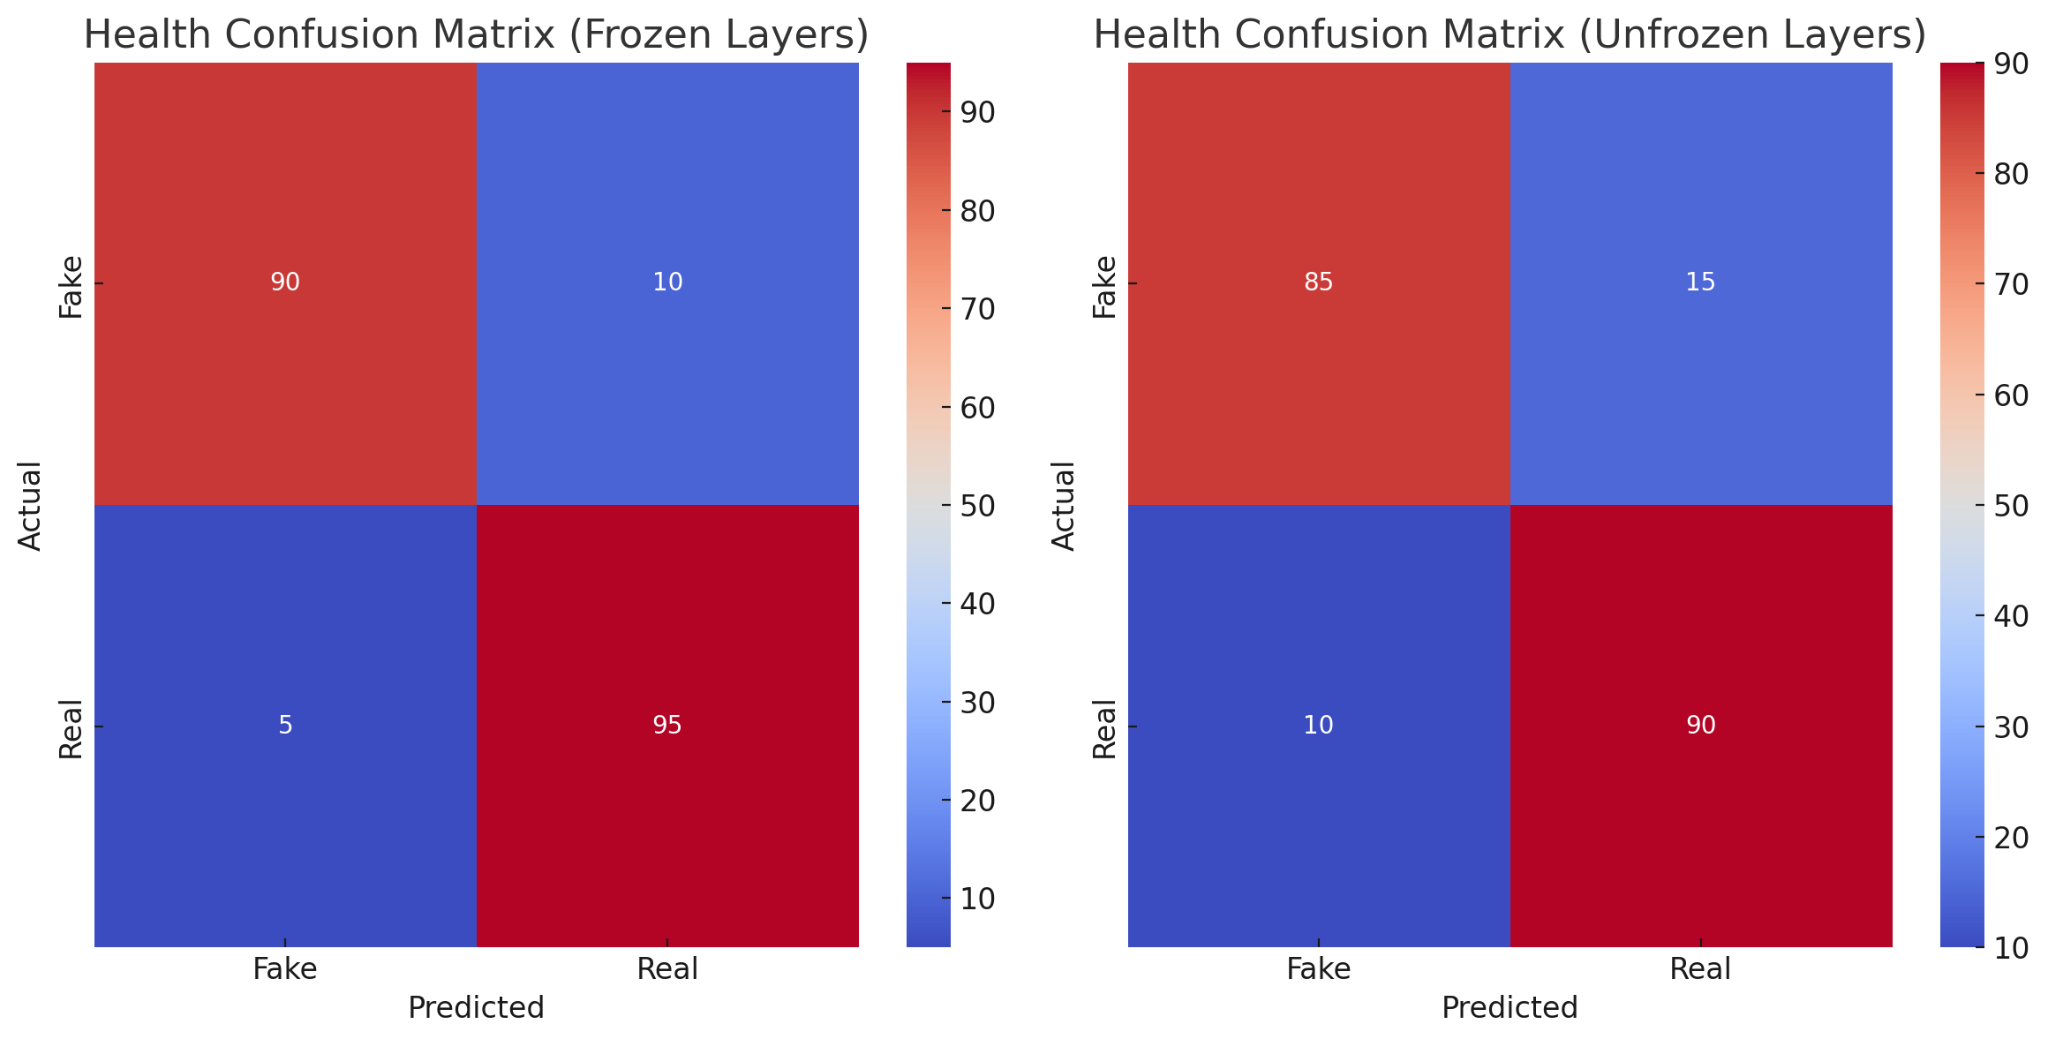 Health Confusion Matrix (Frozen Layers)
Fake
Real
Actual
90
10
5
95
Fake
Real
Predicted
90
80
70
60
50
40
30
20
10
Health Confusion Matrix (Unfrozen Layers)
Fake
Real
Actual
85
15
10
90
Fake
Real
Predicted
90
80
70
60
50
40
30
20
10